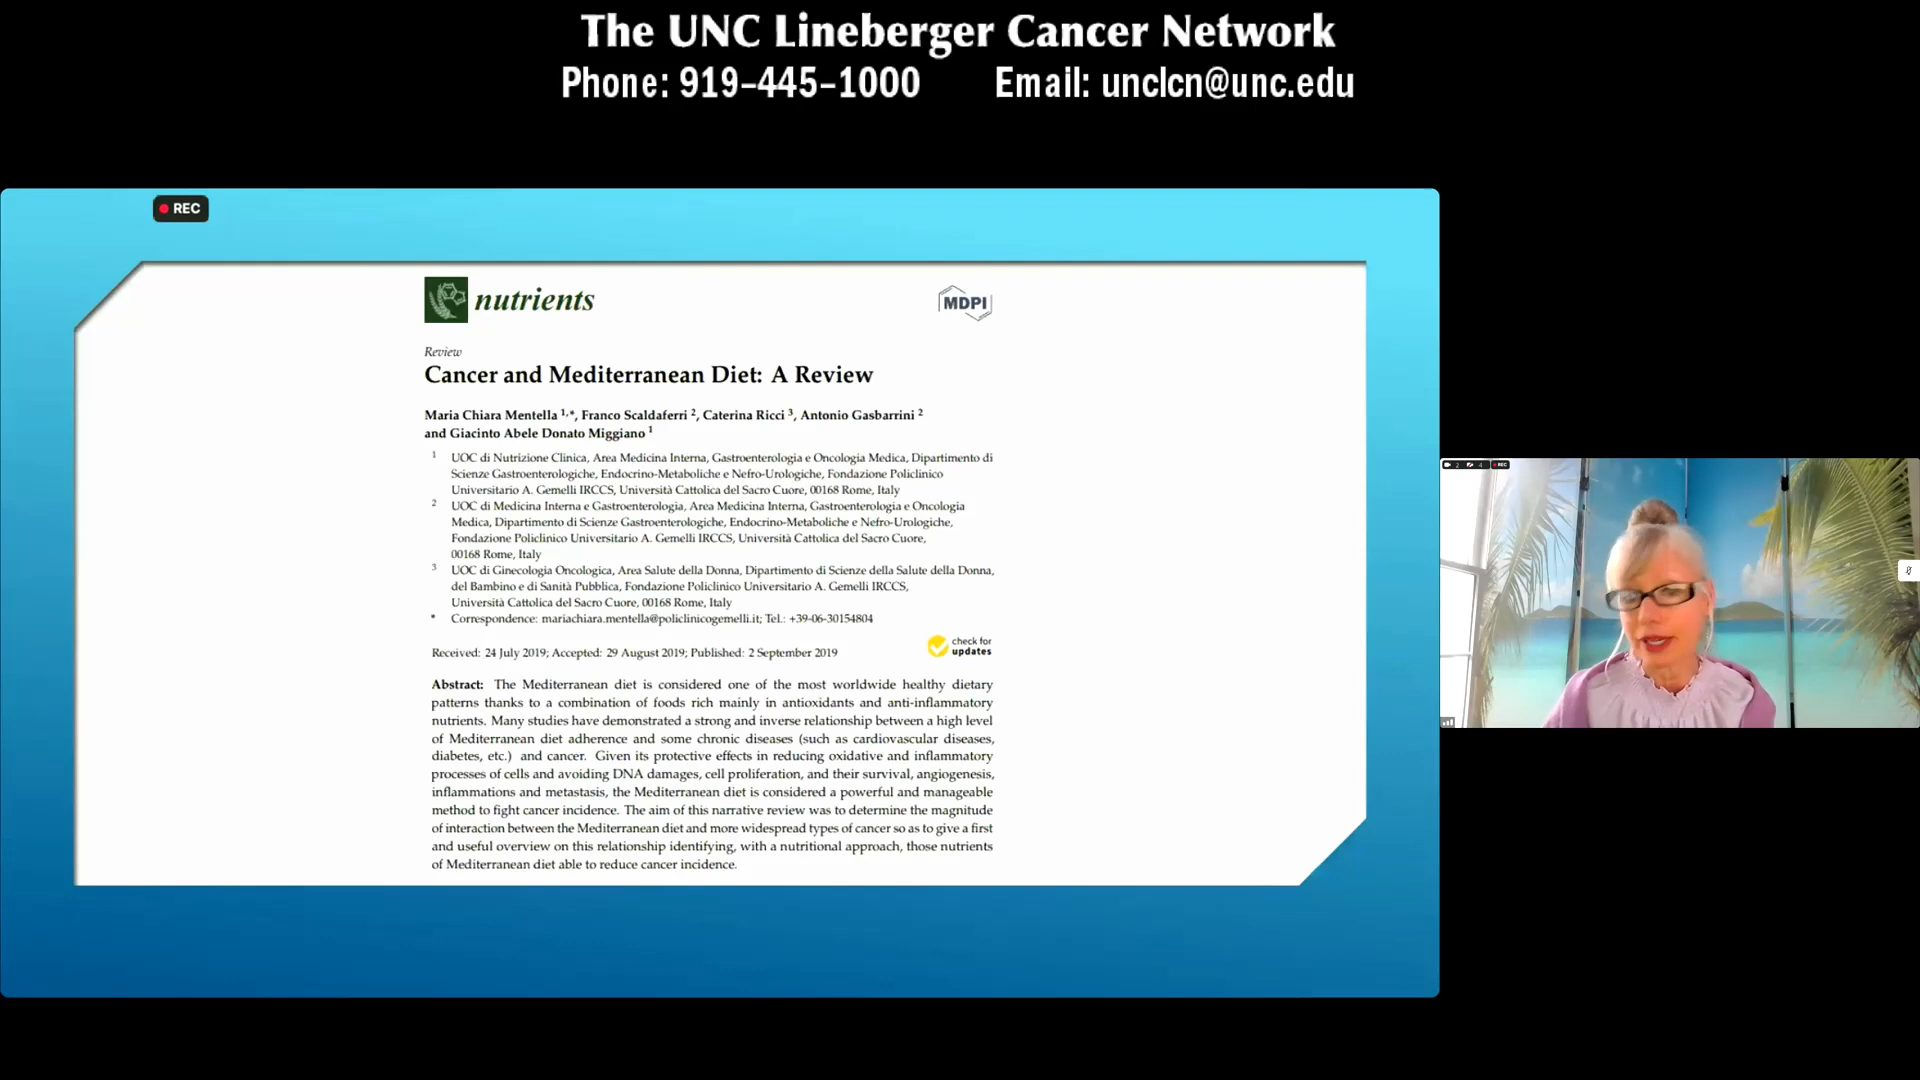 The UNC Lineberger Cancer Network
Phone: 919-445-1000 Email: unclcn@unc.edu
REC
nutrients
MDPI
Review
Cancer and Mediterranean Diet: A Review
Maria Chiara Mentella 1,*, Franco Scaldaferri 2, Caterina Ricci 3, Antonio Gasbarrini 2
and Giacinto Abele Donato Miggiano 1
1 UOC di Nutrizione Clinica, Area Medicina Interna, Gastroenterologia e Oncologia Medica, Dipartimento di
Scienze Gastroenterologiche, Endocrino-Metaboliche e Nefro-Urologiche, Fondazione Policlinico
Universitario A. Gemelli IRCCS, Università Cattolica del Sacro Cuore, 00168 Rome, Italy
2 UOC di Medicina Interna e Gastroenterologia, Area Medicina Interna, Gastroenterologia e Oncologia
Medica, Dipartimento di Scienze Gastroenterologiche, Endocrino-Metaboliche e Nefro-Urologiche,
Fondazione Policlinico Universitario A. Gemelli IRCCS, Università Cattolica del Sacro Cuore,
00168 Rome, Italy
3 UOC di Ginecologia Oncologica, Area Salute della Donna, Dipartimento di Scienze della Salute della Donna,
del Bambino e di Sanità Pubblica, Fondazione Policlinico Universitario A. Gemelli IRCCS,
Università Cattolica del Sacro Cuore, 00168 Rome, Italy
* Correspondence: mariachiara.mentella@policlinicogemelli.it; Tel.: +39-06-30154804
check for
updates
Received: 24 July 2019; Accepted: 29 August 2019; Published: 2 September 2019
Abstract: The Mediterranean diet is considered one of the most worldwide healthy dietary
patterns thanks to a combination of foods rich mainly in antioxidants and anti-inflammatory
nutrients. Many studies have demonstrated a strong and inverse relationship between a high level
of Mediterranean diet adherence and some chronic diseases (such as cardiovascular diseases,
diabetes, etc.) and cancer. Given its protective effects in reducing oxidative and inflammatory
processes of cells and avoiding DNA damages, cell proliferation, and their survival, angiogenesis,
inflammations and metastasis, the Mediterranean diet is considered a powerful and manageable
method to fight cancer incidence. The aim of this narrative review was to determine the magnitude
of interaction between the Mediterranean diet and more widespread types of cancer so as to give a first
and useful overview on this relationship identifying, with a nutritional approach, those nutrients
of Mediterranean diet able to reduce cancer incidence.
2 4 REC